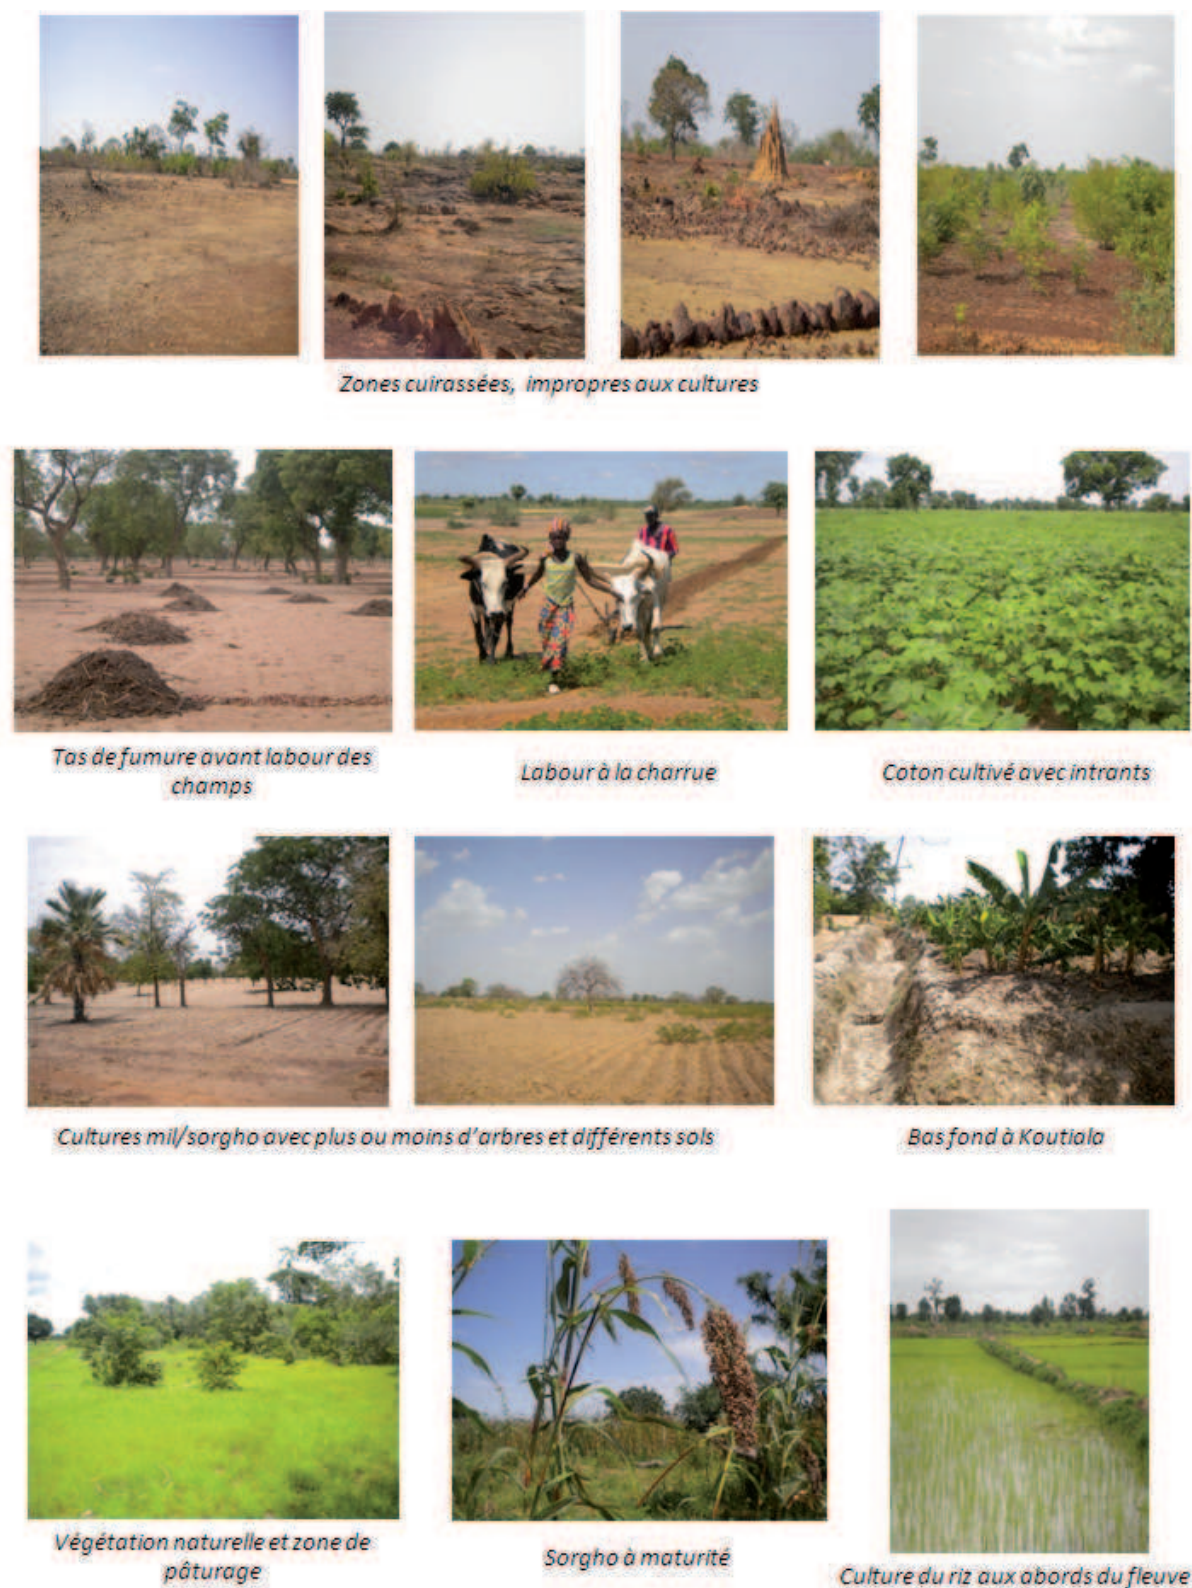 Zones cuirassées, impropres aux cultures
Tas de fumure avant labour des
champs
Labour à la charrue
Coton cultivé avec intrants
Cultures mil/sorgho avec plus ou moins d'arbres et différents sols
Bas fond à Koutiala
Végétation naturelle et zone de
pâturage
Sorgho à maturité
Culture du riz aux abords du fleuve